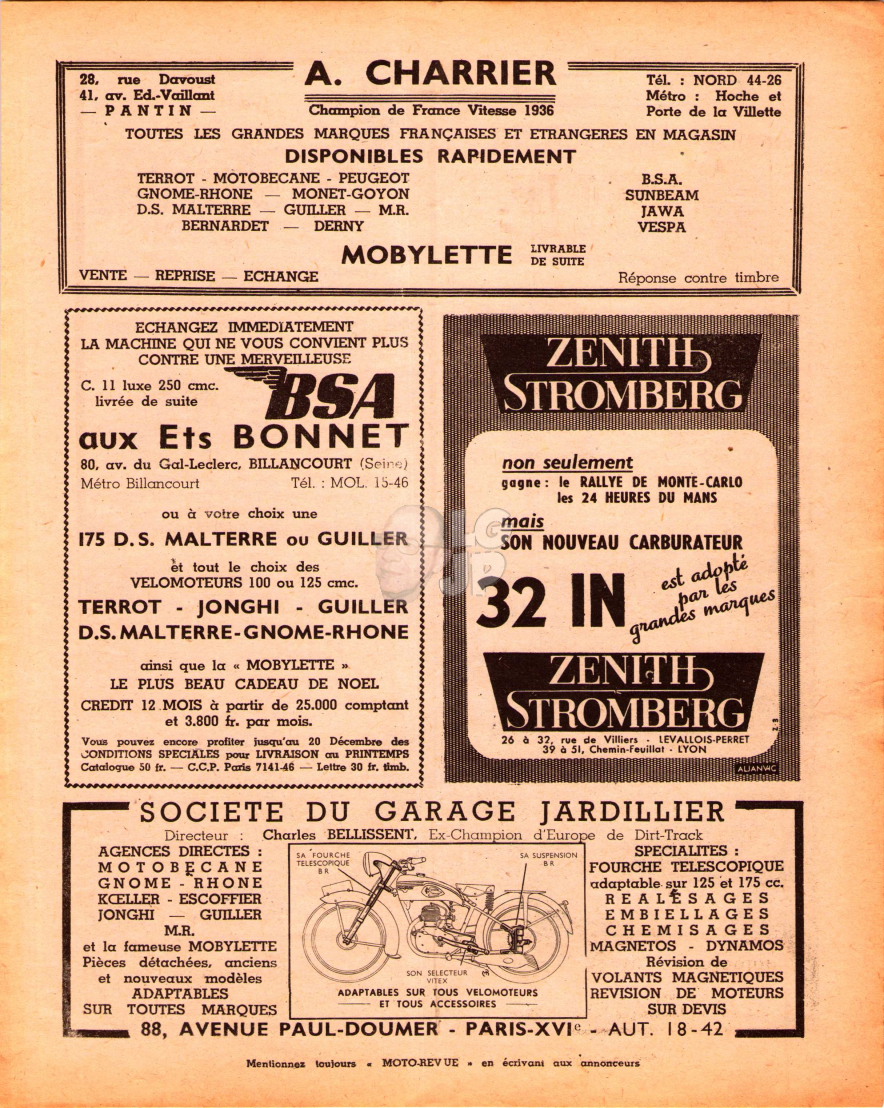 A. CHARRIER
28, rue Davoust
41, av. Ed.-Vaillant
— PANTIN —
Champion de France Vitesse 1936
Tél. : NORD 44-26
Métro : Hoche et
Porte de la Villette
TOUTES LES GRANDES MARQUES FRANÇAISES ET ETRANGERES EN MAGASIN
DISPONIBLES RAPIDEMENT
TERROT - MOTOBECANE - PEUGEOT
GNOME-RHONE — MONET-GOYON
D.S. MALTERRE — GUILLER — M.R.
BERNARDET — DERNY
B.S.A.
SUNBEAM
JAWA
VESPA
MOBYLETTE LIVRABLE
DE SUITE
VENTE — REPRISE — ECHANGE
Réponse contre timbre
ECHANGEZ IMMEDIATEMENT
LA MACHINE QUI NE VOUS CONVIENT PLUS
CONTRE UNE MERVEILLEUSE
C. 11 luxe 250 cmc.
livrée de suite
BSA
aux Ets BONNET
80, av. du Gal-Leclerc, BILLANCOURT (Seine)
Métro Billancourt Tél. : MOL. 15-46
ou à votre choix une
175 D.S. MALTERRE ou GUILLER
et tout le choix des
VELOMOTEURS 100 ou 125 cmc.
TERROT - JONGHI - GUILLER
D.S. MALTERRE-GNOME-RHONE
ainsi que la « MOBYLETTE »
LE PLUS BEAU CADEAU DE NOEL
CREDIT 12 MOIS à partir de 25.000 comptant
et 3.800 fr. par mois.
Vous pouvez encore profiter jusqu'au 20 Décembre des
CONDITIONS SPECIALES pour LIVRAISON au PRINTEMPS
Catalogue 50 fr. — C.C.P. Paris 7141-46 — Lettre 30 fr. timb.
ZENITH
STROMBERG
non seulement
gagne : le RALLYE DE MONTE-CARLO
les 24 HEURES DU MANS
mais
SON NOUVEAU CARBURATEUR
32 IN
est adopté
par les
grandes marques
ZENITH
STROMBERG
26 à 32, rue de Villiers - LEVALLOIS-PERRET
39 à 51, Chemin-Feuillat - LYON
LG
JP
SOCIETE DU GARAGE JARDILLIER
Directeur : Charles BELLISSENT, Ex-Champion d'Europe de Dirt-Track
AGENCES DIRECTES :
MOTOBECANE
GNOME - RHONE
KŒLLER - ESCOFFIER
JONGHI — GUILLER
M.R.
et la fameuse MOBYLETTE
Pièces détachées, anciens
et nouveaux modèles
ADAPTABLES
SUR TOUTES MARQUES
SA FOURCHE
TELESCOPIQUE
BR
SA SUSPENSION
BR
SON SELECTEUR
VITEX
ADAPTABLES SUR TOUS VELOMOTEURS
ET TOUS ACCESSOIRES
SPECIALITES :
FOURCHE TELESCOPIQUE
adaptable sur 125 et 175 cc.
REALESAGES
EMBIELLAGES
CHEMISAGES
MAGNETOS - DYNAMOS
Révision de
VOLANTS MAGNETIQUES
REVISION DE MOTEURS
SUR DEVIS
88, AVENUE PAUL-DOUMER - PARIS-XVIe - AUT. 18-42
Mentionnez toujours « MOTO-REVUE » en écrivant aux annonceurs